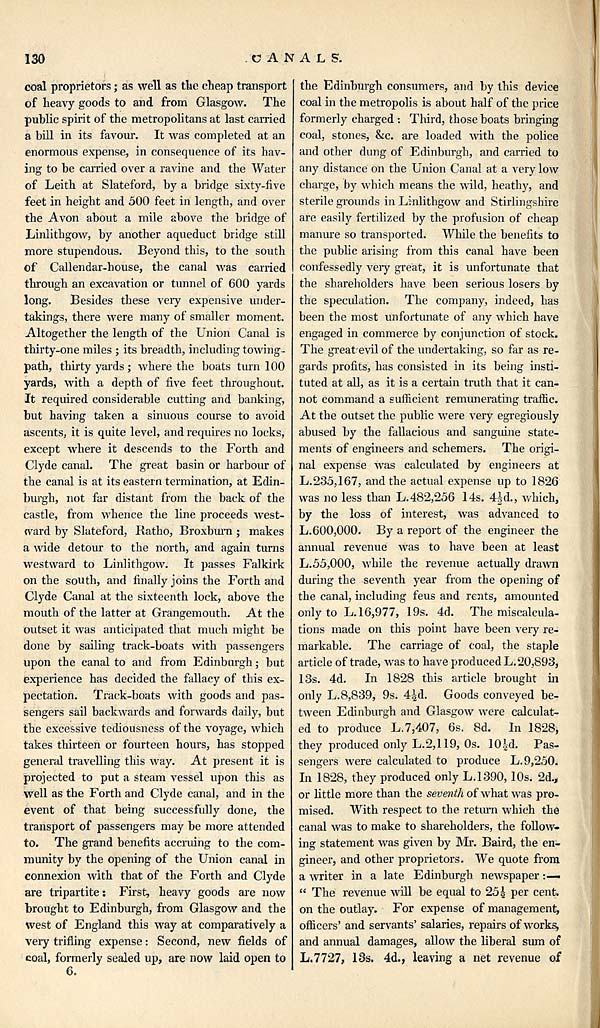 130
CANALS.
coal proprietors; as well as the cheap transport
of heavy goods to and from Glasgow. The
public spirit of the metropolitans at last carried
a bill in its favour. It was completed at an
enormous expense, in consequence of its hav-
ing to be carried over a ravine and the Water
of Leith at Slateford, by a bridge sixty-five
feet in height and 500 feet in length, and over
the Avon about a mile above the bridge of
Linlithgow, by another aqueduct bridge still
more stupendous. Beyond this, to the south
of Callendar-house, the canal was carried
through an excavation or tunnel of 600 yards
long. Besides these very expensive under-
takings, there were many of smaller moment.
Altogether the length of the Union Canal is
thirty-one miles; its breadth, including towing-
path, thirty yards; where the boats turn 100
yards, with a depth of five feet throughout.
It required considerable cutting and banking,
but having taken a sinuous course to avoid
ascents, it is quite level, and requires no locks,
except where it descends to the Forth and
Clyde canal. The great basin or harbour of
the canal is at its eastern termination, at Edin-
burgh, not far distant from the back of the
castle, from whence the line proceeds west-
ward by Slateford, Ratho, Broxburn; makes
a wide detour to the north, and again turns
westward to Linlithgow. It passes Falkirk
on the south, and finally joins the Forth and
Clyde Canal at the sixteenth lock, above the
mouth of the latter at Grangemouth. At the
outset it was anticipated that much might be
done by sailing track-boats with passengers
upon the canal to and from Edinburgh; but
experience has decided the fallacy of this ex-
pectation. Track-boats with goods and pas-
sengers sail backwards and forwards daily, but
the excessive tediousness of the voyage, which
takes thirteen or fourteen hours, has stopped
general travelling this way. At present it is
projected to put a steam vessel upon this as
well as the Forth and Clyde canal, and in the
event of that being successfully done, the
transport of passengers may be more attended
to. The grand benefits accruing to the com-
munity by the opening of the Union canal in
connexion with that of the Forth and Clyde
are tripartite: First, heavy goods are now
brought to Edinburgh, from Glasgow and the
west of England this way at comparatively a
very trifling expense: Second, new fields of
coal, formerly sealed up, are now laid open to
6.
the Edinburgh consumers, and by this device
coal in the metropolis is about half of the price
formerly charged: Third, those boats bringing
coal, stones, &c. are loaded with the police
and other dung of Edinburgh, and carried to
any distance on the Union Canal at a very low
charge, by which means the wild, heathy, and
sterile grounds in Linlithgow and Stirlingshire
are easily fertilized by the profusion of cheap
manure so transported. While the benefits to
the public arising from this canal have been
confessedly very great, it is unfortunate that
the shareholders have been serious losers by
the speculation. The company, indeed, has
been the most unfortunate of any which have
engaged in commerce by conjunction of stock.
The great evil of the undertaking, so far as re-
gards profits, has consisted in its being insti-
tuted at all, as it is a certain truth that it can-
not command a sufficient remunerating traffic.
At the outset the public were very egregiously
abused by the fallacious and sanguine state-
ments of engineers and schemers. The origi-
nal expense was calculated by engineers at
L.235,167, and the actual expense up to 1826
was no less than L.482,256 14s. 4½d., which,
by the loss of interest, was advanced to
L.600,000. By a report of the engineer the
annual revenue was to have been at least
L.55,000, while the revenue actually drawn
during the seventh year from the opening of
the canal, including feus and rents, amounted
only to L.16,977, 19s. 4d. The miscalcula-
tions made on this point have been very re-
markable. The carriage of coal, the staple
article of trade, was to have produced L.20,893,
13s. 4d. In 1828 this article brought in
only L.8,839, 9s. 4½d. Goods conveyed be-
tween Edinburgh and Glasgow were calculat-
ed to produce L.7,407, 6s. 8d. In 1828,
they produced only L.2,119, 0s. 10½d. Pas-
sengers were calculated to produce L.9,250.
In 1828, they produced only L.1390, 10s. 2d.,
or little more than the seventh of what was pro-
mised. With respect to the return which the
canal was to make to shareholders, the follow-
ing statement was given by Mr. Baird, the en-
gineer, and other proprietors. We quote from
a writer in a late Edinburgh newspaper:—
" The revenue will be equal to 25½ per cent.
on the outlay. For expense of management,
officers' and servants' salaries, repairs of works,
and annual damages, allow the liberal sum of
L.7727, 13s. 4d., leaving a net revenue of